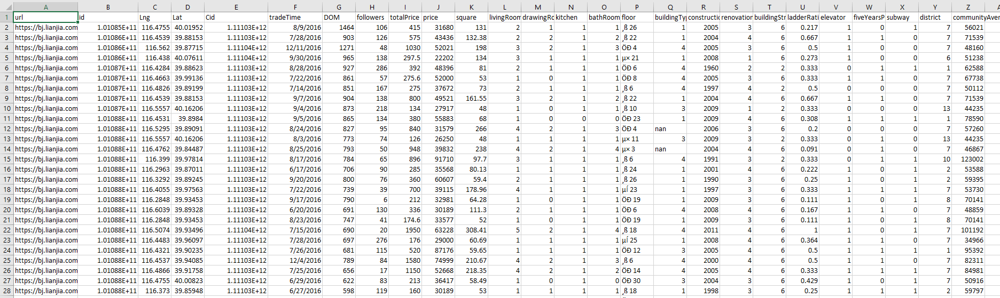 A B C D E F G H I J K L M N O P Q R S T U V W X Y Z
1 url id Lng Lat Cid tradeTime DOM followers totalPrice price square livingRoom drawingRo kitchen bathRoom floor buildingTy constructio renovation buildingStr ladderRati elevator fiveYearsP subway district communityAver
2 https://bj.lianjia.com 1.01085E+11 116.4755 40.01952 1.11103E+12 8/9/2016 1464 106 415 31680 131 2 1 1 1 ¸ß 26 1 2005 3 6 0.217 1 0 1 7 56021
3 https://bj.lianjia.com 1.01086E+11 116.4539 39.88153 1.11103E+12 7/28/2016 903 126 575 43436 132.38 2 2 1 2 ¸ß 22 1 2004 4 6 0.667 1 1 0 7 71539
4 https://bj.lianjia.com 1.01086E+11 116.562 39.87715 1.11104E+12 12/11/2016 1271 48 1030 52021 198 3 2 1 3 ÖÐ 4 4 2005 3 6 0.5 1 0 0 7 48160
5 https://bj.lianjia.com 1.01086E+11 116.438 40.07611 1.11104E+12 9/30/2016 965 138 297.5 22202 134 3 1 1 1 µ× 21 1 2008 1 6 0.273 1 0 0 6 51238
6 https://bj.lianjia.com 1.01087E+11 116.4284 39.88623 1.11103E+12 8/28/2016 927 286 392 48396 81 2 1 1 1 ÖÐ 6 4 1960 2 2 0.333 0 1 1 1 62588
7 https://bj.lianjia.com 1.01087E+11 116.4663 39.99136 1.11103E+12 7/22/2016 861 57 275.6 52000 53 1 0 1 1 ÖÐ 8 4 2005 3 6 0.333 1 1 0 7 67738
8 https://bj.lianjia.com 1.01087E+11 116.4826 39.89199 1.11103E+12 7/14/2016 851 167 275 37672 73 2 1 1 1 ¸ß 6 4 1997 4 2 0.5 0 0 0 7 50112
9 https://bj.lianjia.com 1.01087E+11 116.4539 39.88153 1.11103E+12 9/7/2016 904 138 800 49521 161.55 3 2 1 2 ¸ß 22 1 2004 4 6 0.667 1 1 0 7 71539
10 https://bj.lianjia.com 1.01087E+11 116.5557 40.16206 1.11103E+12 9/4/2016 873 218 134 27917 48 1 0 1 1 ¸ß 10 3 2009 1 2 0.333 0 0 0 13 44235
11 https://bj.lianjia.com 1.01088E+11 116.4531 39.8984 1.11103E+12 9/5/2016 865 134 380 55883 68 1 0 0 0 ÖÐ 23 1 2009 4 6 0.308 1 1 1 1 78590
12 https://bj.lianjia.com 1.01088E+11 116.5295 39.89091 1.11103E+12 8/24/2016 827 95 840 31579 266 4 2 1 3 ÖÐ 4 nan 2006 3 6 0.2 0 0 0 7 57260
13 https://bj.lianjia.com 1.01088E+11 116.5557 40.16206 1.11103E+12 8/3/2016 773 74 126 26250 48 1 1 1 1 µ× 11 3 2009 3 2 0.333 0 1 0 13 44235
14 https://bj.lianjia.com 1.01088E+11 116.4762 39.84487 1.11103E+12 8/25/2016 793 50 948 39832 238 4 2 1 4 µ× 3 nan 2004 4 6 0.091 0 1 0 7 46867
15 https://bj.lianjia.com 1.01088E+11 116.399 39.97814 1.11103E+12 8/17/2016 784 65 896 91710 97.7 3 1 1 1 ¸ß 6 4 1991 3 2 0.333 0 1 1 10 123002
16 https://bj.lianjia.com 1.01088E+11 116.2963 39.87011 1.11103E+12 6/17/2016 706 90 285 35568 80.13 1 1 1 1 ¸ß 24 1 2001 4 6 0.222 1 0 1 2 53588
17 https://bj.lianjia.com 1.01088E+11 116.3292 39.89245 1.11103E+12 9/20/2016 800 76 360 60607 59.4 2 1 1 1 ¸ß 26 1 1990 3 6 0.25 1 0 1 2 59395
18 https://bj.lianjia.com 1.01088E+11 116.4055 39.97563 1.11103E+12 7/22/2016 739 39 700 39115 178.96 4 1 1 1 µÍ 23 1 1997 3 6 0.333 1 1 1 7 53730
19 https://bj.lianjia.com 1.01088E+11 116.2848 39.93453 1.11103E+12 9/17/2016 790 6 212 32981 64.28 1 0 1 1 ÖÐ 19 1 2009 3 6 0.111 1 0 1 8 70141
20 https://bj.lianjia.com 1.01088E+11 116.6039 39.89328 1.11103E+12 6/20/2016 691 130 336 30189 111.3 2 1 1 1 ÖÐ 6 4 2008 4 6 0.167 1 1 0 7 48859
21 https://bj.lianjia.com 1.01088E+11 116.2848 39.93453 1.11103E+12 8/23/2016 747 41 174.6 33577 52 1 0 1 1 ÖÐ 19 1 2009 3 6 0.111 1 0 1 8 70141
22 https://bj.lianjia.com 1.01088E+11 116.5074 39.93496 1.11104E+12 7/15/2016 690 20 1950 63228 308.41 5 2 1 4 ¸ß 18 4 2011 4 6 1 1 0 1 7 101192
23 https://bj.lianjia.com 1.01088E+11 116.4483 39.96097 1.11103E+12 7/28/2016 697 276 176 29000 60.69 1 1 1 1 µÍ 25 1 2008 4 6 0.364 1 1 0 7 34966
24 https://bj.lianjia.com 1.01088E+11 116.4321 39.90235 1.11103E+12 7/26/2016 681 115 520 87176 59.65 1 1 1 1 ÖÐ 12 3 2005 4 6 0.5 1 1 1 1 95392
25 https://bj.lianjia.com 1.01088E+11 116.4537 39.94085 1.11103E+12 12/4/2016 789 84 1580 74999 210.67 4 2 1 3 ¸ß 6 4 2000 4 6 0.5 1 1 0 7 82311
26 https://bj.lianjia.com 1.01088E+11 116.4866 39.91758 1.11103E+12 7/25/2016 656 17 1150 52668 218.35 4 2 1 2 ÖÐ 14 4 2005 4 6 0.333 1 1 1 7 84981
27 https://bj.lianjia.com 1.01088E+11 116.4755 40.00823 1.11103E+12 6/29/2016 622 83 213 36417 58.49 1 0 1 0 ÖÐ 30 3 2004 3 6 0.429 1 0 1 7 50916
28 https://bj.lianjia.com 1.01088E+11 116.373 39.85948 1.11103E+12 6/27/2016 598 119 160 30189 53 1 1 1 1 ¸ß 18 1 1998 3 6 0.25 1 1 1 2 59797